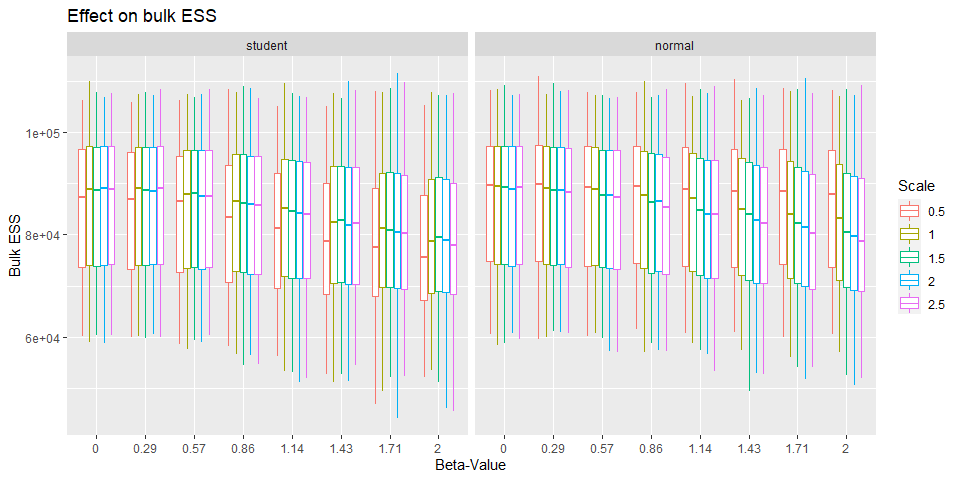 Effect on bulk ESS
student
normal
1e+05
8e+04
6e+04
Bulk ESS
0 0.29 0.57 0.86 1.14 1.43 1.71 2
0 0.29 0.57 0.86 1.14 1.43 1.71 2
Beta-Value
Scale
0.5
1
1.5
2
2.5